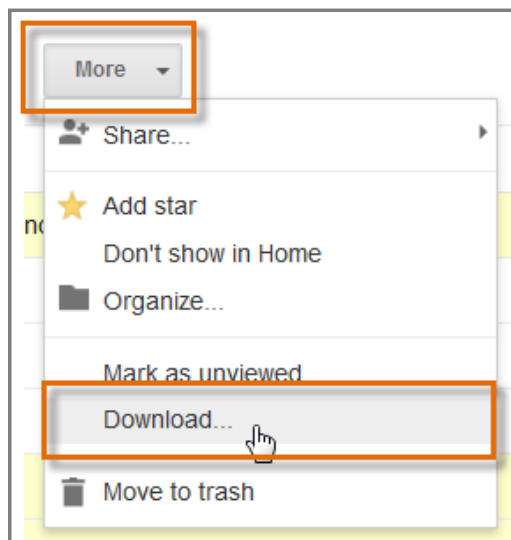 More
Share...
Add star
Don't show in Home
Organize...
Mark as unviewed
Download...
Move to trash